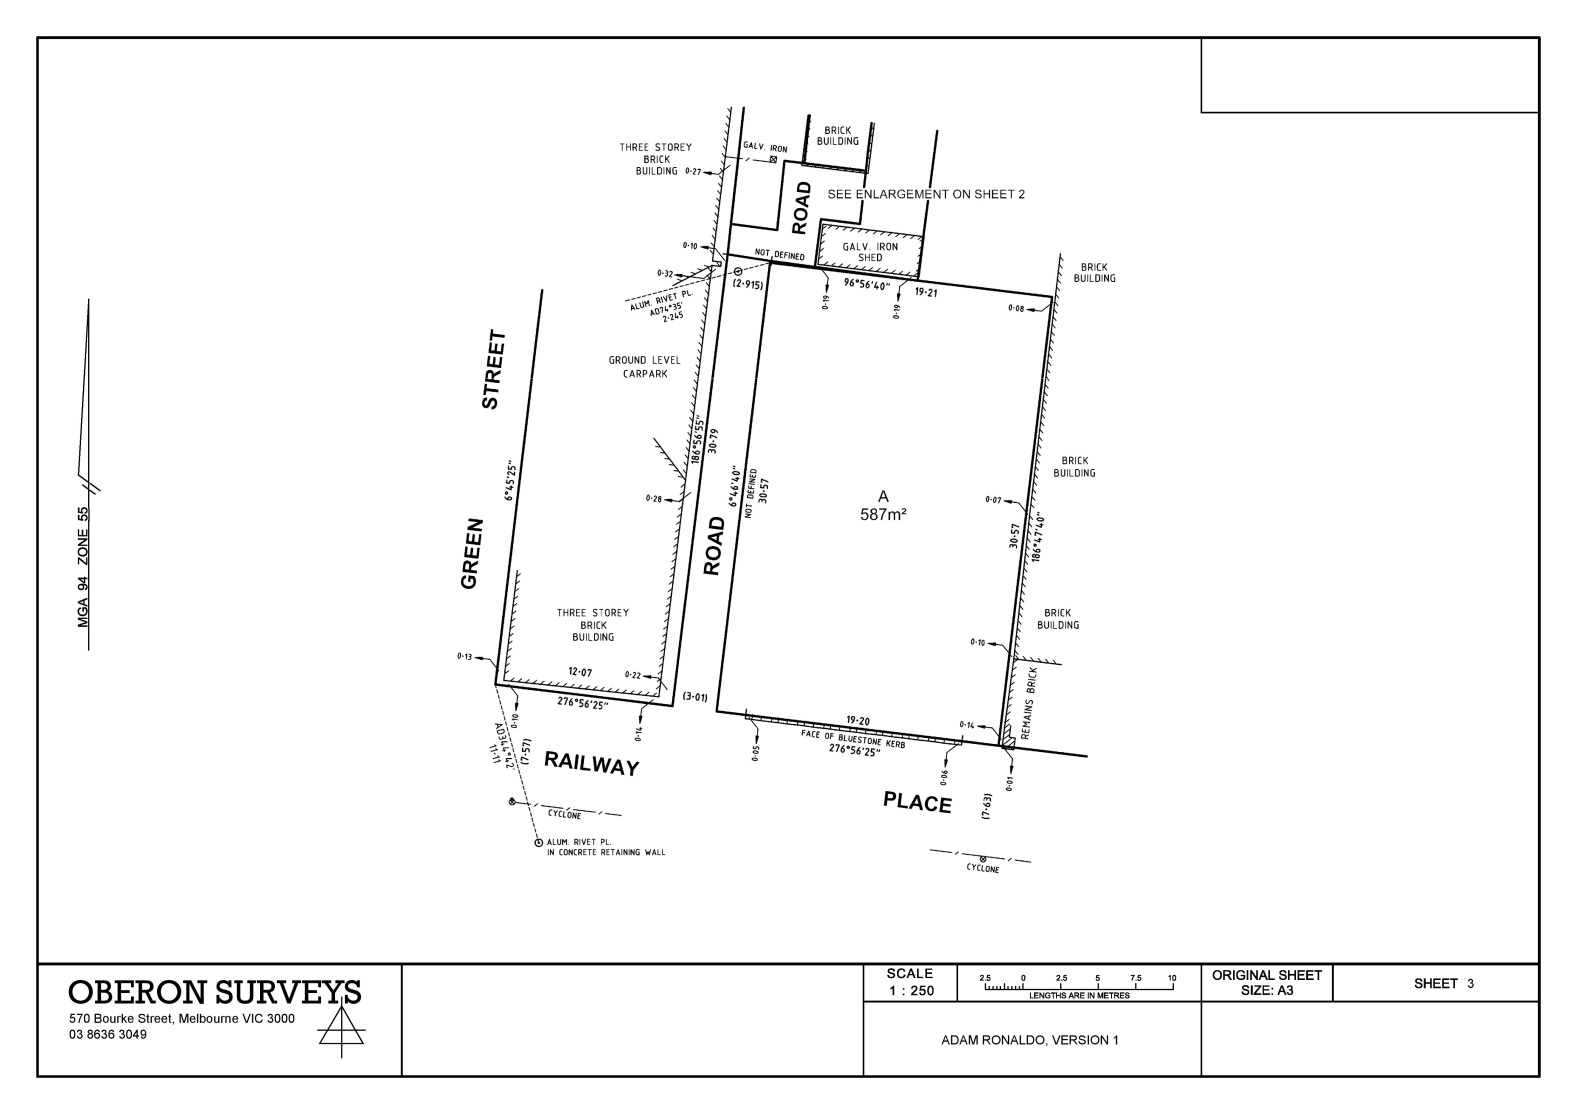 THREE STOREY
BRICK
BUILDING
0·27
GALV. IRON
BRICK
BUILDING
ROAD
SEE ENLARGEMENT ON SHEET 2
0·10
NOT DEFINED
GALV. IRON
SHED
0·32
(2·915)
96°56'40"
19·21
ALUM. RIVET PL.
AD74°35'
2·245
0·19
0·19
0·08
BRICK
BUILDING
GREEN STREET
6°45'25"
GROUND LEVEL
CARPARK
186°56'55"
30·79
0·28
ROAD
6°46'40"
NOT DEFINED
30·57
A
587m²
0·07
30·57
186°47'40"
BRICK
BUILDING
MGA 94 ZONE 55
THREE STOREY
BRICK
BUILDING
BRICK
BUILDING
0·10
0·13
12·07
0·22
276°56'25"
(3·01)
0·10
0·14
AD344°42'
11·11
(7·57)
REMAINS BRICK
0·14
19·20
FACE OF BLUESTONE KERB
276°56'25"
0·05
0·06
0·01
RAILWAY PLACE
(7·63)
CYCLONE
ALUM. RIVET PL.
IN CONCRETE RETAINING WALL
CYCLONE
OBERON SURVEYS
570 Bourke Street, Melbourne VIC 3000
03 8636 3049
SCALE
1 : 250
2.5 0 2.5 5 7.5 10
LENGTHS ARE IN METRES
ORIGINAL SHEET
SIZE: A3
SHEET 3
ADAM RONALDO, VERSION 1